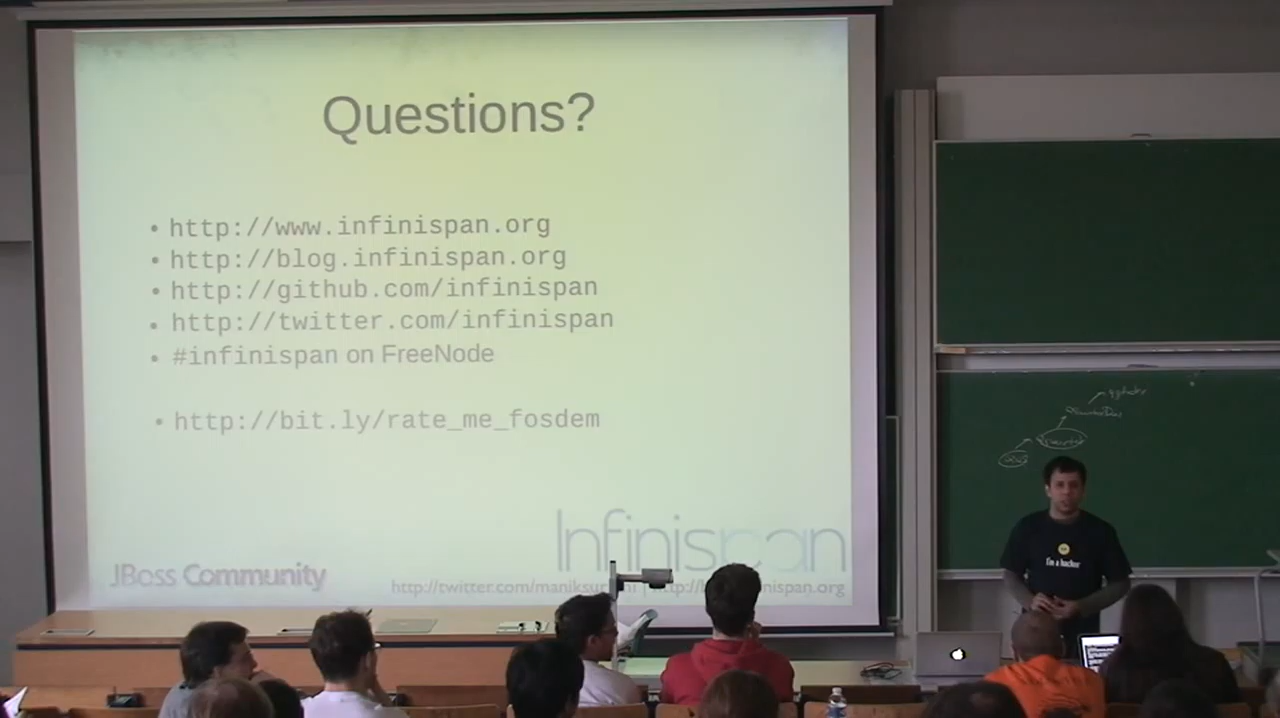 Questions?
• http://www.infinispan.org
• http://blog.infinispan.org
• http://github.com/infinispan
• http://twitter.com/infinispan
• #infinispan on FreeNode
• http://bit.ly/rate_me_fosdem
Infinispan
JBoss Community
I'm a hacker